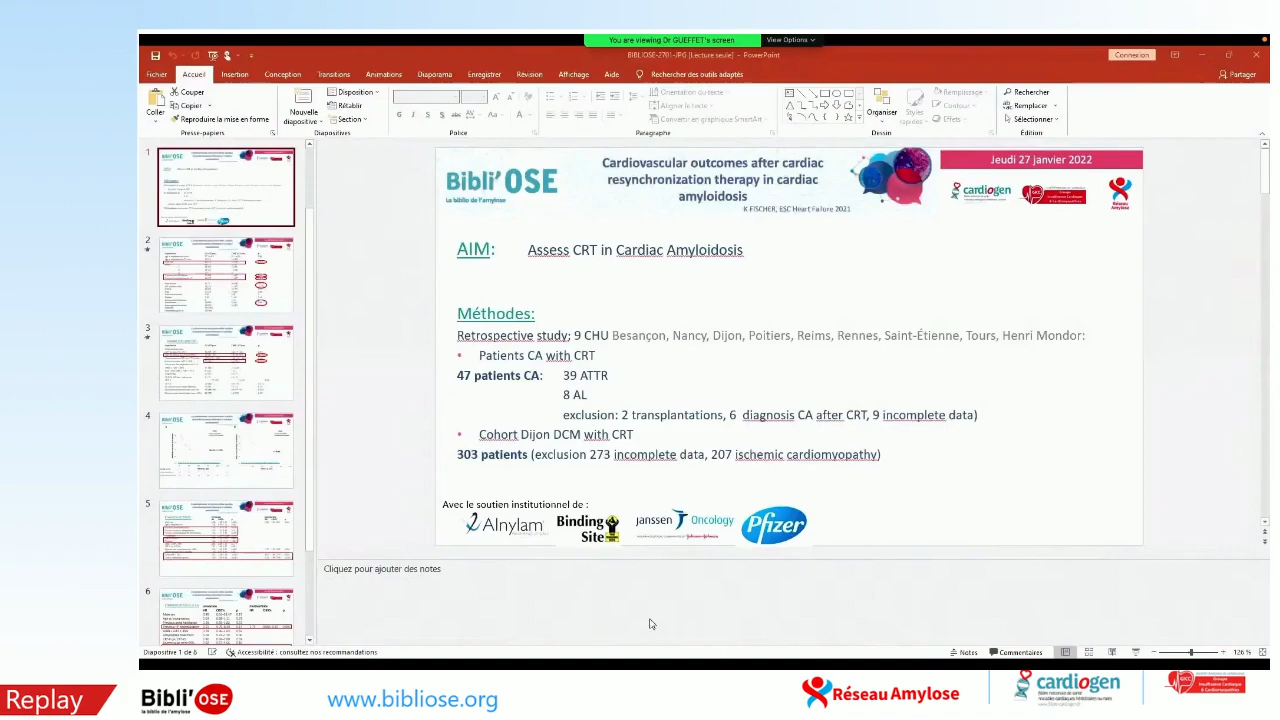 You are viewing Dr GUEFFET's screen
View Options
BIBLIOSE-2701-JPG [Lecture seule] – PowerPoint
Connexion
Fichier Accueil Insertion Conception Transitions Animations Diaporama Enregistrer Révision Affichage Aide Rechercher des outils adaptés Partager
Coller
Couper
Copier
Reproduire la mise en forme
Presse-papiers
Nouvelle
diapositive
Disposition
Rétablir
Section
Diapositives
Police
Orientation du texte
Aligner le texte
Convertir en graphique SmartArt
Paragraphe
Organiser
Styles
rapides
Remplissage
Contour
Effets
Dessin
Rechercher
Remplacer
Sélectionner
Édition
1
2
3
4
5
6
Bibli'OSE
la biblio de l'amylose
Cardiovascular outcomes after cardiac
resynchronization therapy in cardiac
amyloidosis
K FISCHER, ESC Heart Failure 2021
Jeudi 27 janvier 2022
cardiogen
GICC
Réseau
Amylose
AIM: Assess CRT in Cardiac Amyloidosis
Méthodes:
Retrospective study; 9 CHU Besançon, Nancy, Dijon, Poitiers, Reims, Rennes, Saint-Étienne, Tours, Henri Mondor:
• Patients CA with CRT
47 patients CA: 39 ATTR
8 AL
exclusion: 2 transplantations, 6 diagnosis CA after CRT, 9 incomplete data)
• Cohort Dijon DCM with CRT
303 patients (exclusion 273 incomplete data, 207 ischemic cardiomyopathy)
Avec le soutien institutionnel de :
Alnylam
Binding
Site
janssen Oncology
Pfizer
Cliquez pour ajouter des notes
Diapositive 1 de 8
Accessibilité : consultez nos recommandations
Notes
Commentaires
126 %
Replay
Bibli'OSE
la biblio de l'amylose
www.bibliose.org
Réseau Amylose
cardiogen